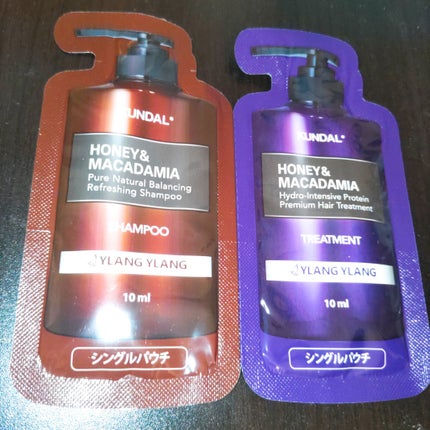 KUNDAL®
HONEY&
MACADAMIA
Pure Natural Balancing
Refreshing Shampoo
SHAMPOO
YLANG YLANG
10 ml
シングルパウチ
KUNDAL®
HONEY&
MACADAMIA
Hydro-Intensive Protein
Premium Hair Treatment
TREATMENT
YLANG YLANG
10 ml
シングルパウチ